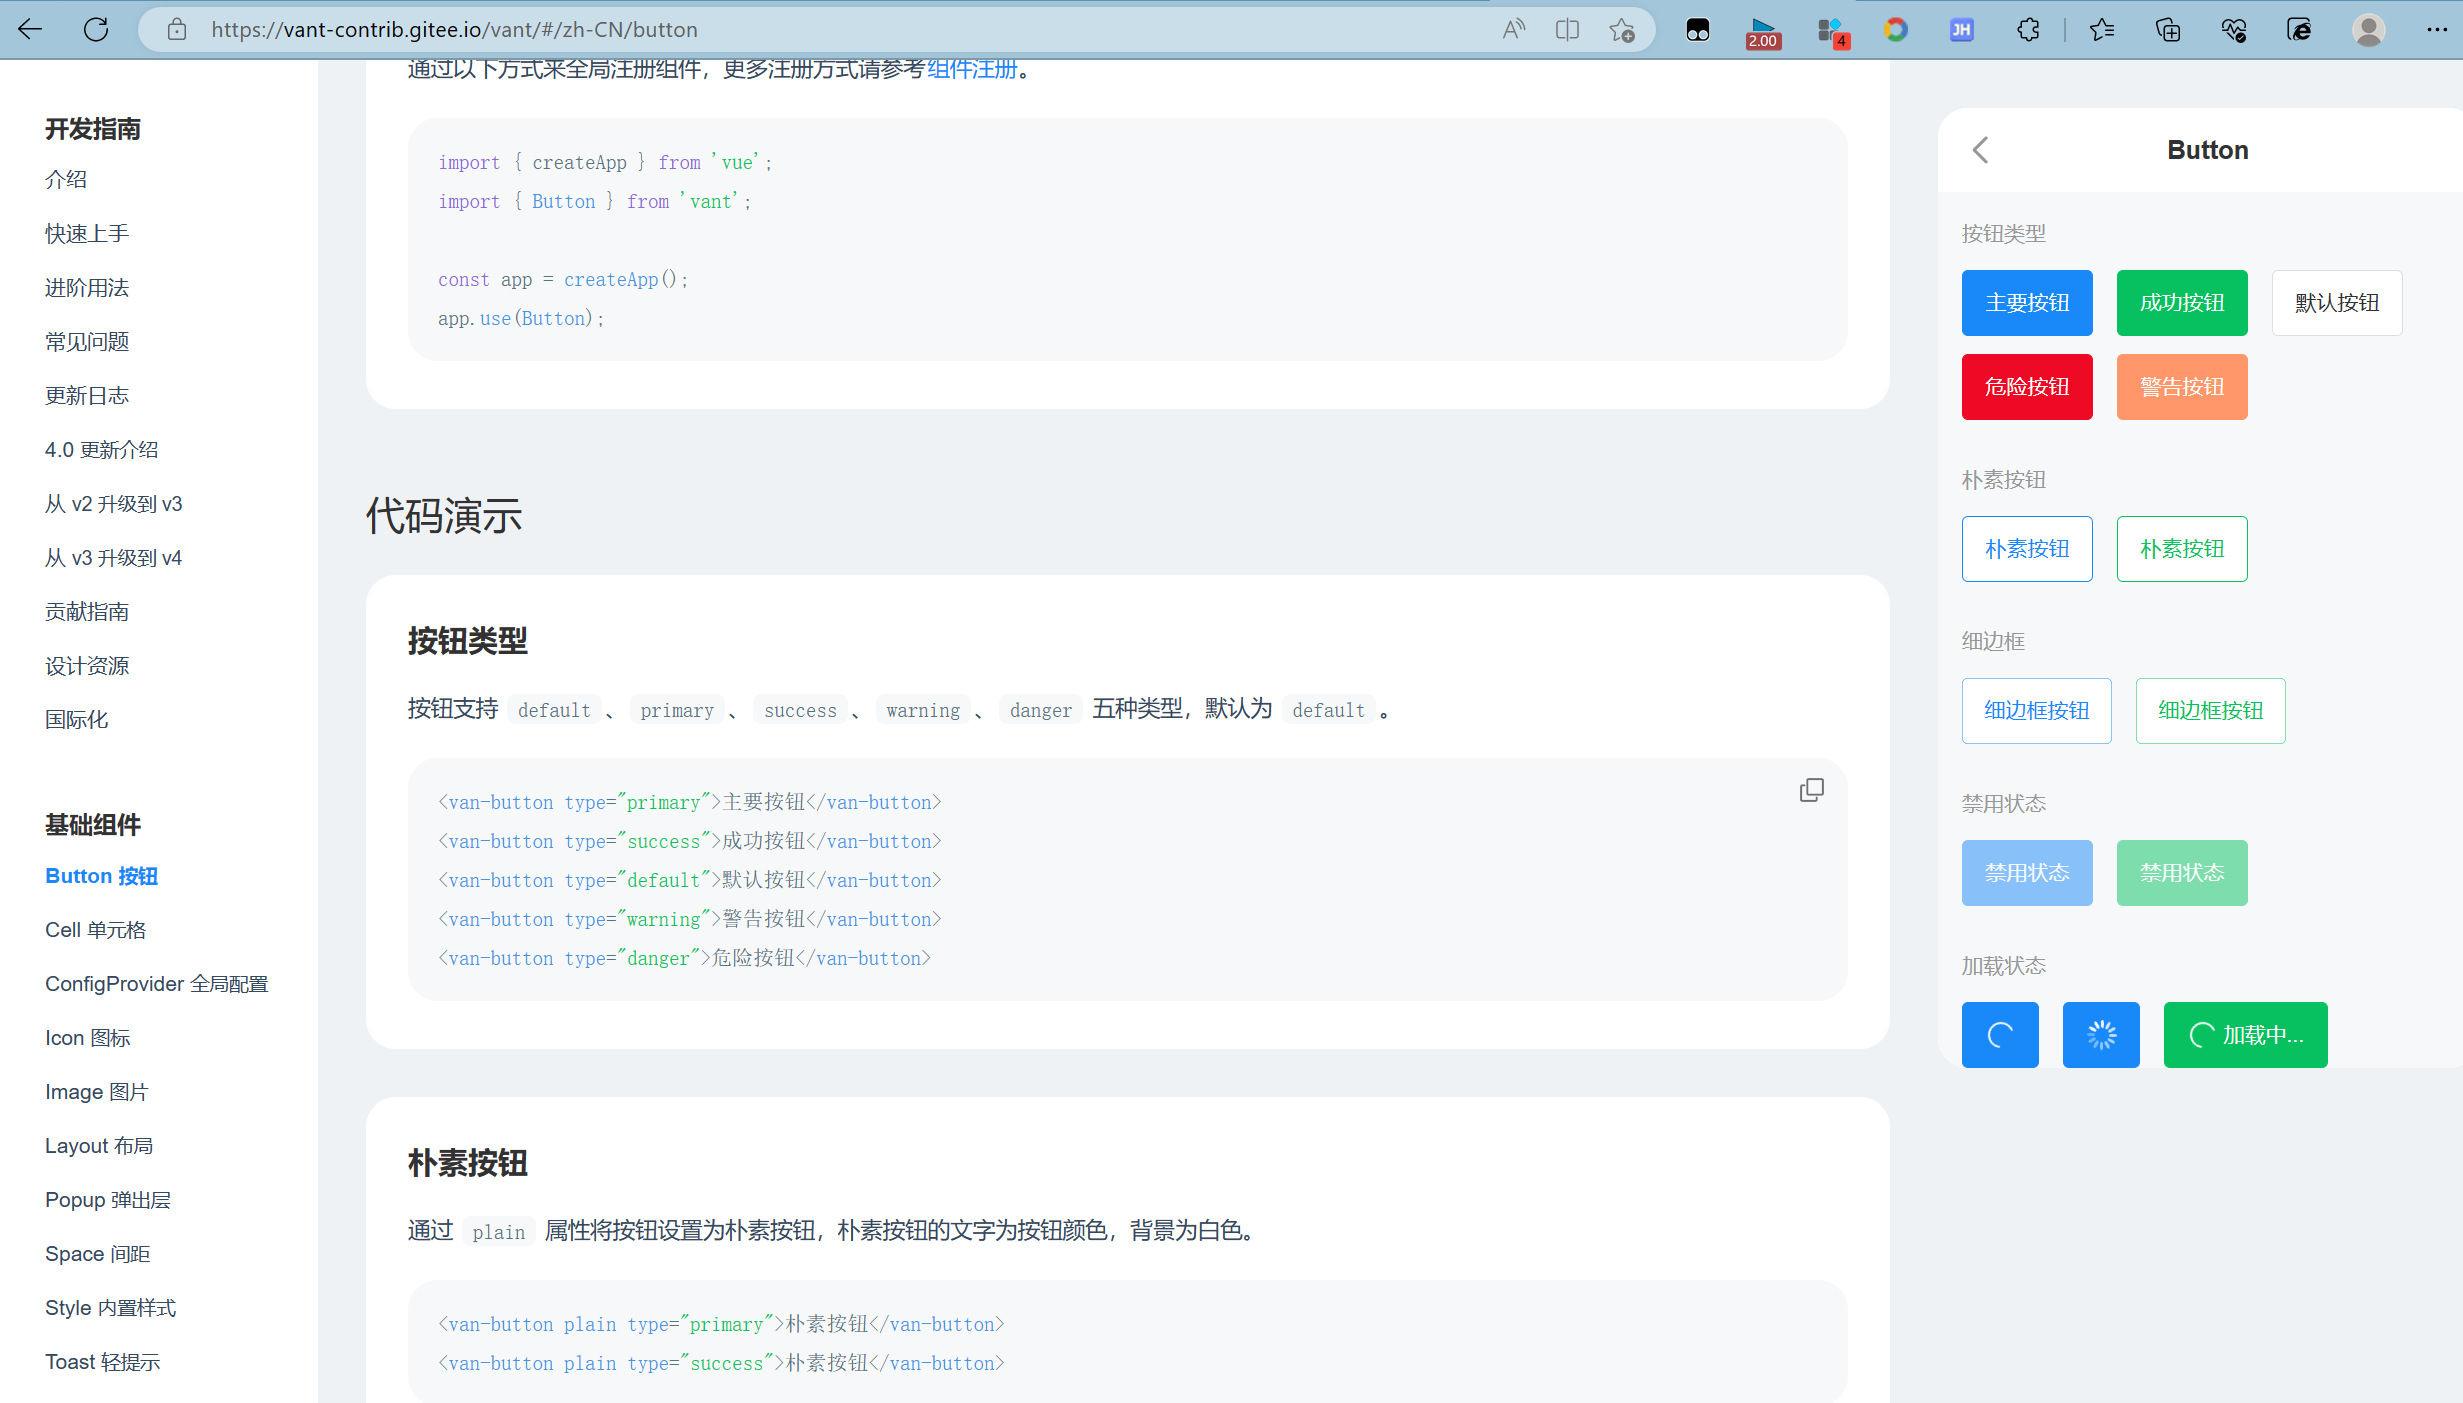 https://vant-contrib.gitee.io/vant/#/zh-CN/button
2.00
4
JH
开发指南
介绍
快速上手
进阶用法
常见问题
更新日志
4.0 更新介绍
从 v2 升级到 v3
从 v3 升级到 v4
贡献指南
设计资源
国际化
基础组件
Button 按钮
Cell 单元格
ConfigProvider 全局配置
Icon 图标
Image 图片
Layout 布局
Popup 弹出层
Space 间距
Style 内置样式
Toast 轻提示
通过以下方式来全局注册组件，更多注册方式请参考组件注册。
import { createApp } from 'vue';
import { Button } from 'vant';
const app = createApp();
app.use(Button);
代码演示
按钮类型
按钮支持 default 、 primary 、 success 、 warning 、 danger 五种类型，默认为 default 。
<van-button type="primary">主要按钮</van-button>
<van-button type="success">成功按钮</van-button>
<van-button type="default">默认按钮</van-button>
<van-button type="warning">警告按钮</van-button>
<van-button type="danger">危险按钮</van-button>
朴素按钮
通过 plain 属性将按钮设置为朴素按钮，朴素按钮的文字为按钮颜色，背景为白色。
<van-button plain type="primary">朴素按钮</van-button>
<van-button plain type="success">朴素按钮</van-button>
Button
按钮类型
主要按钮 成功按钮 默认按钮
危险按钮 警告按钮
朴素按钮
朴素按钮 朴素按钮
细边框
细边框按钮 细边框按钮
禁用状态
禁用状态 禁用状态
加载状态
加载中...